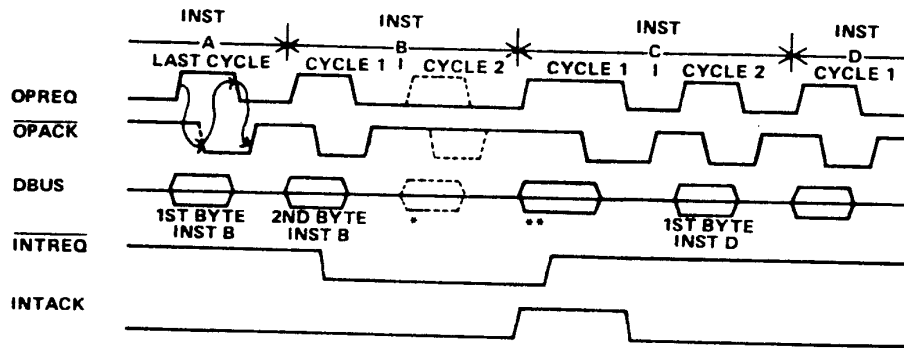 INST
A
LAST CYCLE
INST
B
CYCLE 1 I CYCLE 2
INST
C
CYCLE 1 I CYCLE 2
INST
D
CYCLE 1
OPREQ
OPACK
DBUS
1ST BYTE
INST B
2ND BYTE
INST B
*
**
1ST BYTE
INST D
INTREQ
INTACK